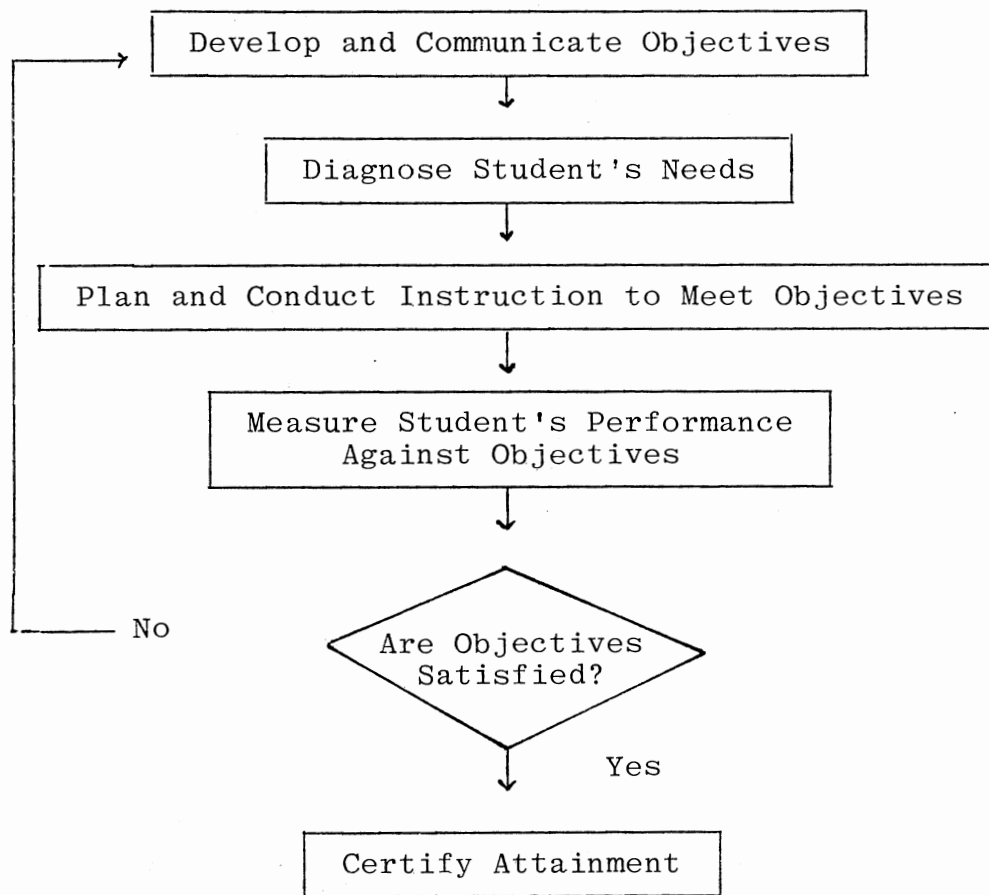 Develop and Communicate Objectives
Diagnose Student's Needs
Plan and Conduct Instruction to Meet Objectives
Measure Student's Performance
Against Objectives
No
Are Objectives
Satisfied?
Yes
Certify Attainment